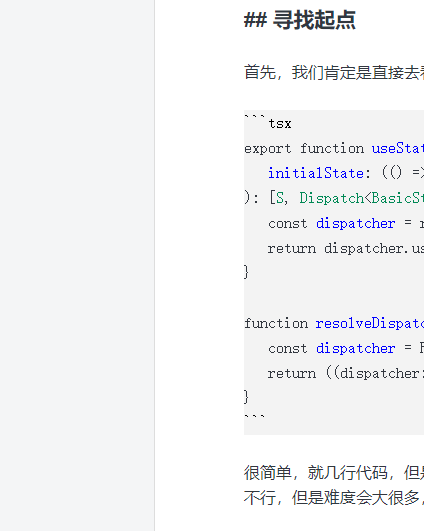 ## 寻找起点
首先，我们肯定是直接去
```tsx
export function useStat
initialState: (() =>
): [S, Dispatch<BasicSt
const dispatcher = r
return dispatcher.us
}
function resolveDispatc
const dispatcher =
return ((dispatcher:
}
```
很简单，就几行代码，但
不行，但是难度会大很多，